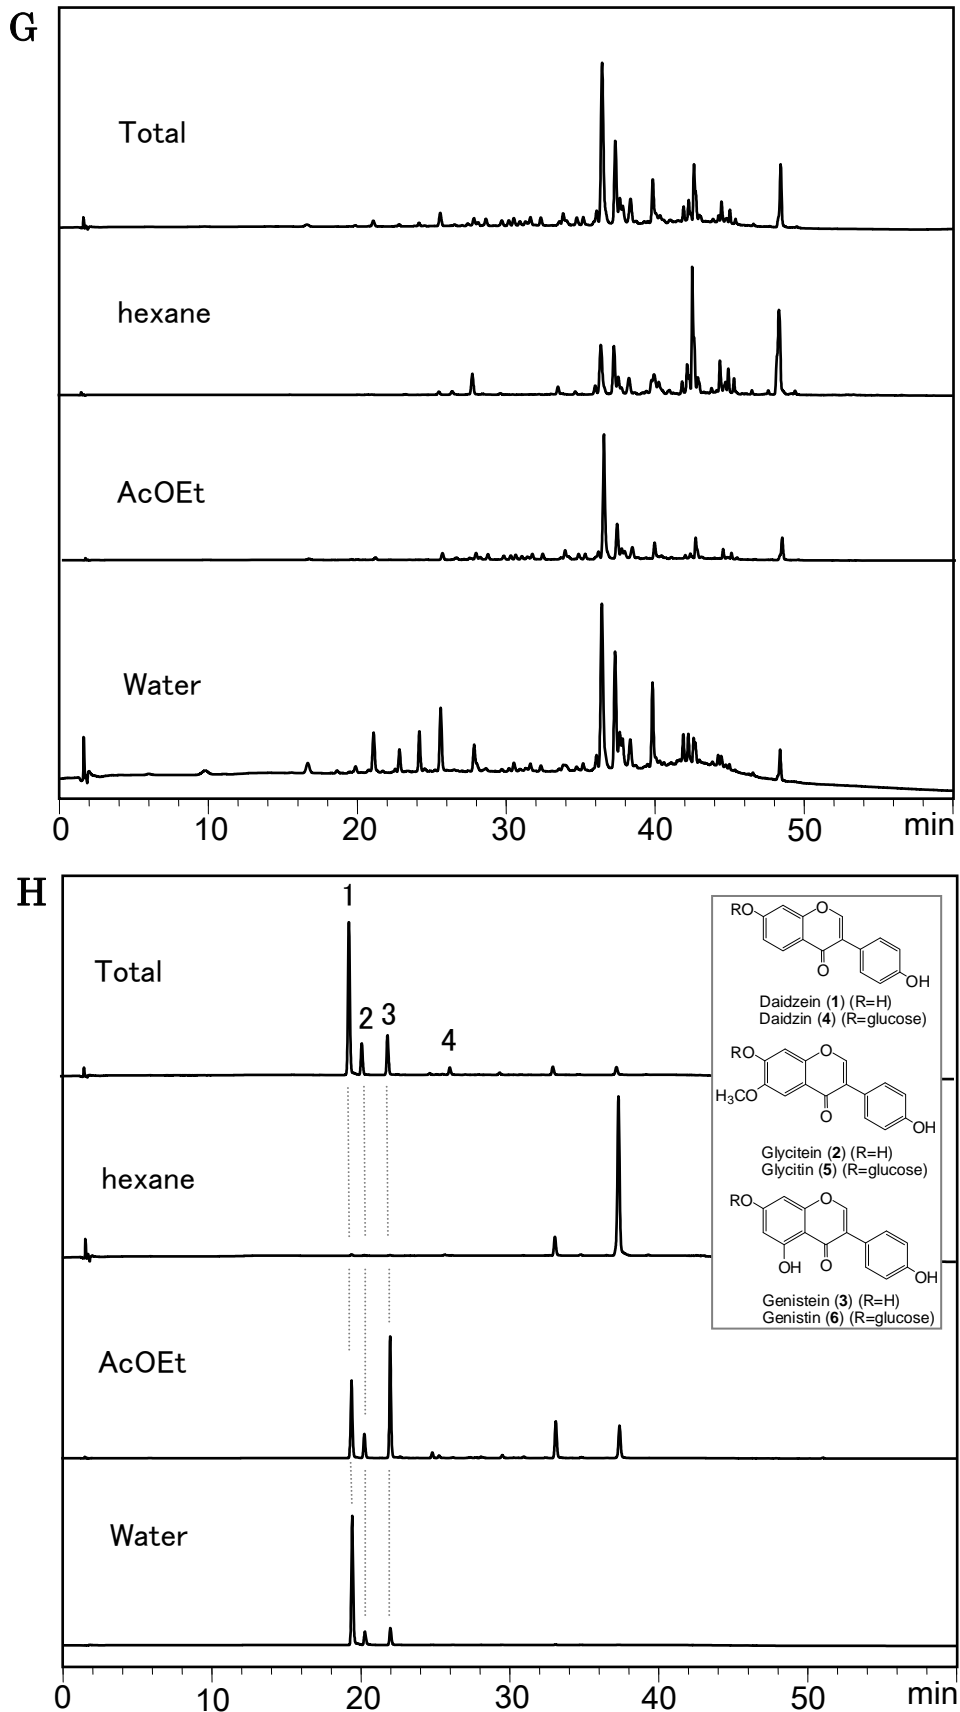 G
Total
hexane
AcOEt
Water
0 10 20 30 40 50 min
H
1
2 3
4
Total
hexane
AcOEt
Water
RO O
O
OH
Daidzein (1) (R=H)
Daidzin (4) (R=glucose)
RO O
H3CO
O
OH
Glycitein (2) (R=H)
Glycitin (5) (R=glucose)
RO O
OH O
OH
Genistein (3) (R=H)
Genistin (6) (R=glucose)
0 10 20 30 40 50 min